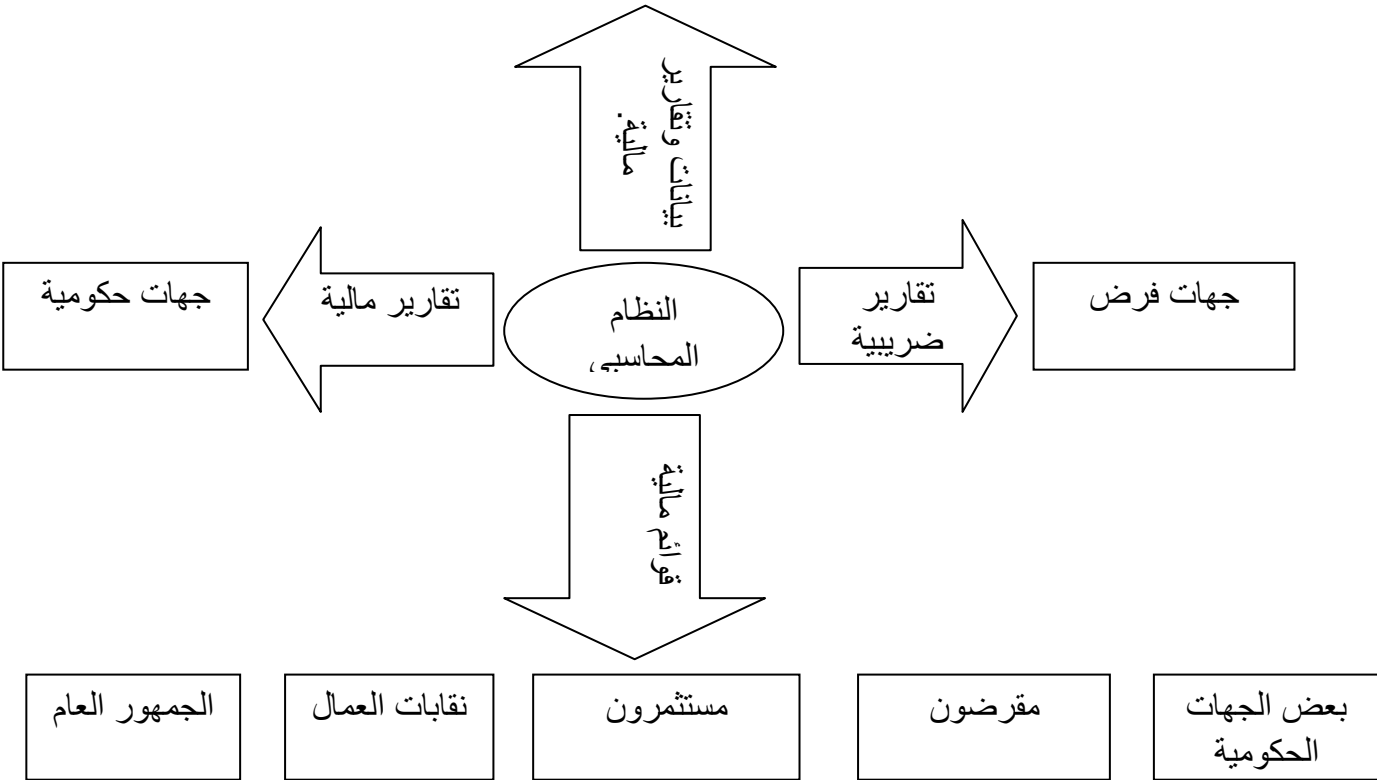 بيانات وتقارير
مالية.
جهات فرض
تقارير
ضريبية
النظام
المحاسبي
تقارير مالية
جهات حكومية
قوائم مالية
بعض الجهات
الحكومية
مقرضون
مستثمرون
نقابات العمال
الجمهور العام